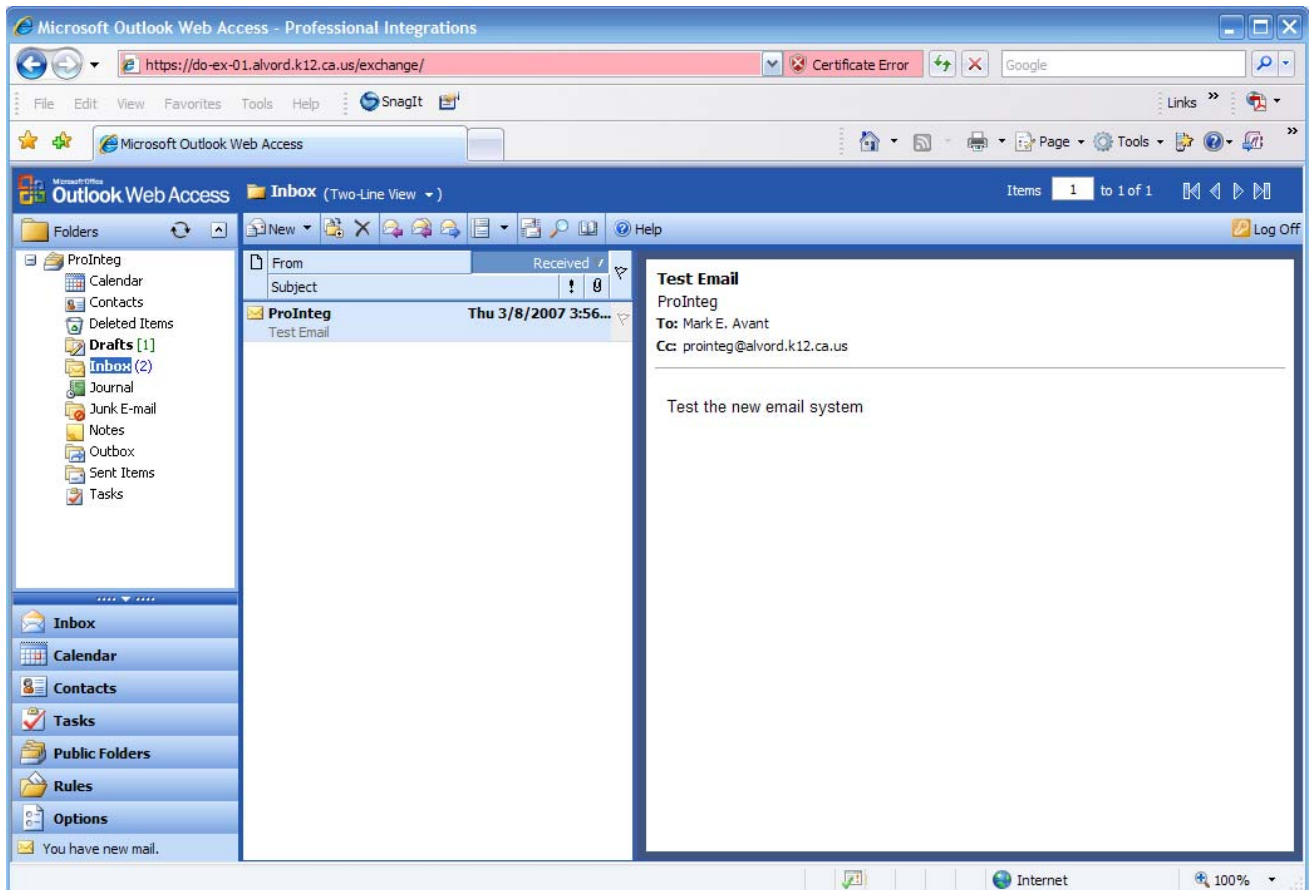 Microsoft Outlook Web Access - Professional Integrations
https://do-ex-01.alvord.k12.ca.us/exchange/
Certificate Error
Google
File Edit View Favorites Tools Help SnagIt
Links »
Microsoft Outlook Web Access
Page Tools »
Microsoft Office
Outlook Web Access
Inbox (Two-Line View)
Items 1 to 1 of 1
Folders
New
Help
Log Off
ProInteg
Calendar
Contacts
Deleted Items
Drafts [1]
Inbox (2)
Journal
Junk E-mail
Notes
Outbox
Sent Items
Tasks
Inbox
Calendar
Contacts
Tasks
Public Folders
Rules
Options
You have new mail.
From Received
Subject
ProInteg Thu 3/8/2007 3:56...
Test Email
Test Email
ProInteg
To: Mark E. Avant
Cc: prointeg@alvord.k12.ca.us
Test the new email system
Internet
100%